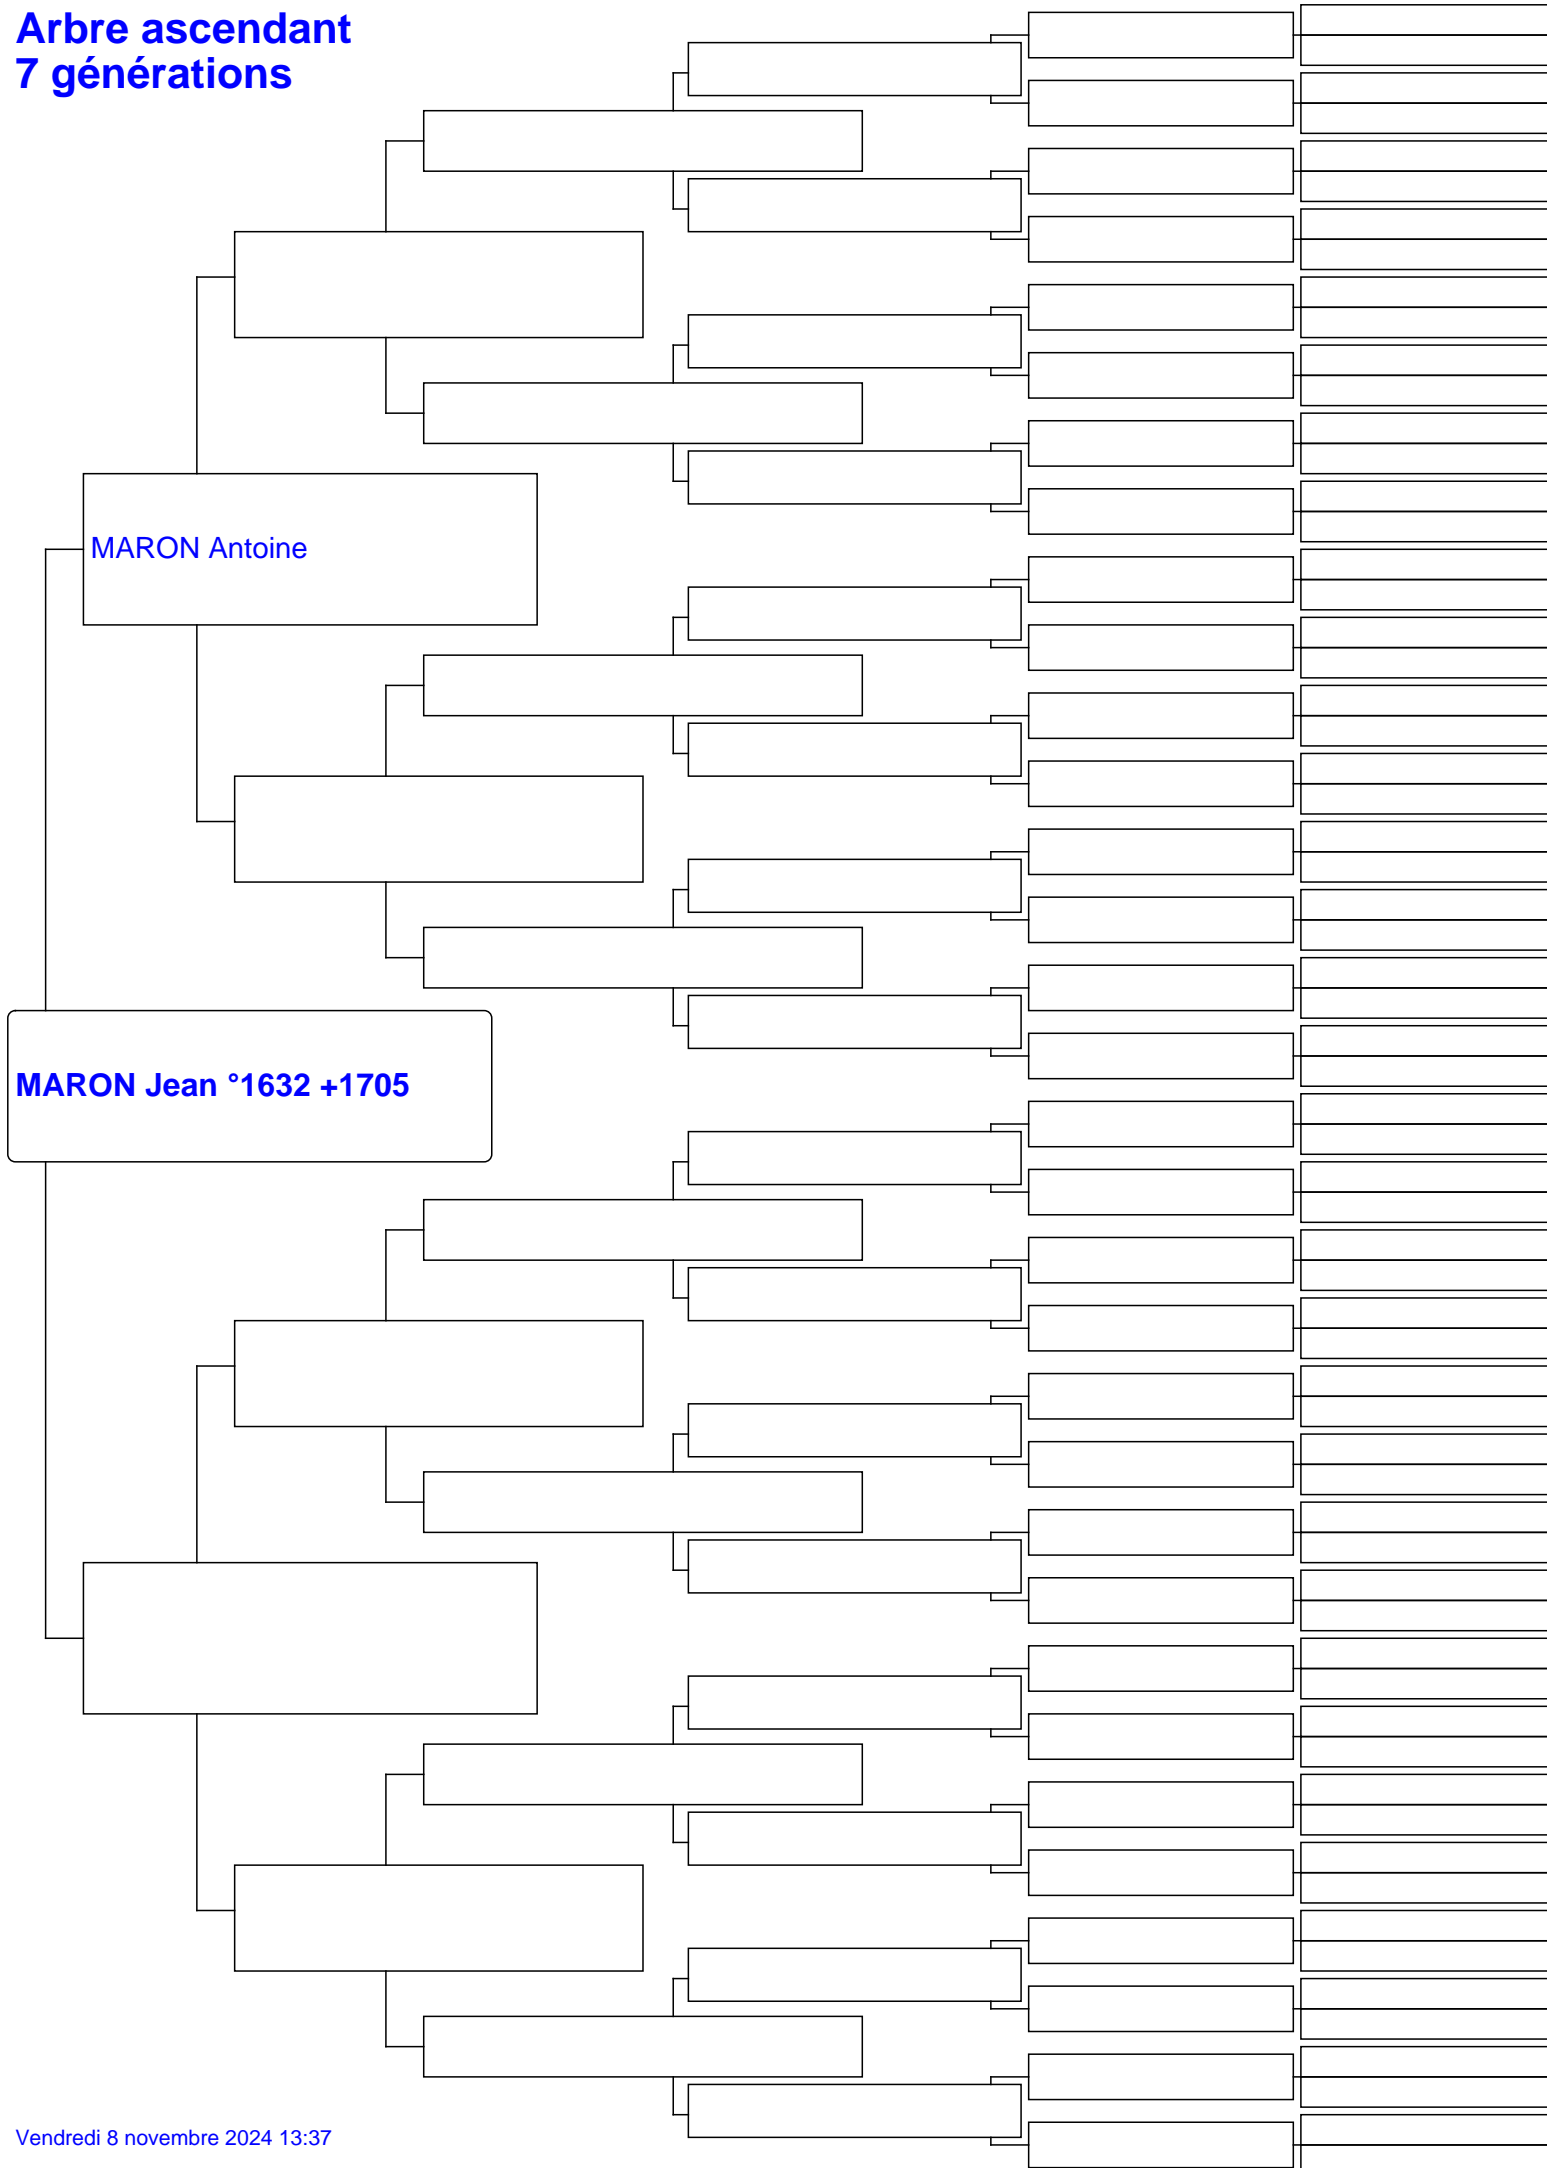 Arbre ascendant
7 générations
MARON Antoine
MARON Jean °1632 +1705
Vendredi 8 novembre 2024 13:37